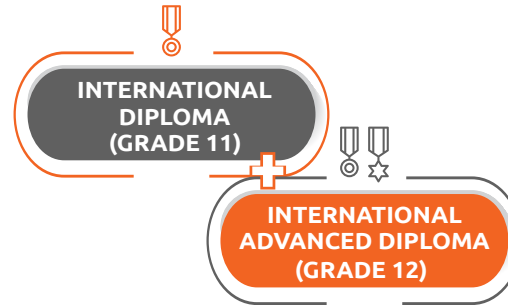 INTERNATIONAL
DIPLOMA
(GRADE 11)
INTERNATIONAL
ADVANCED DIPLOMA
(GRADE 12)